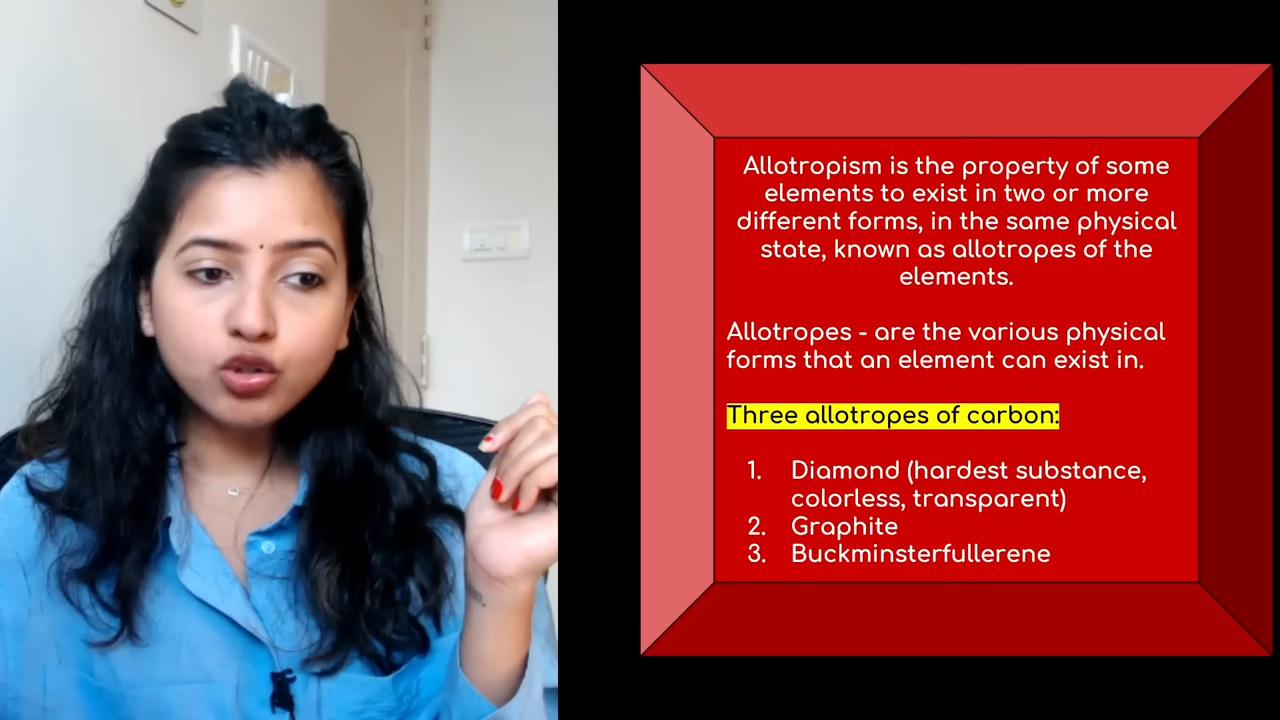 Allotropism is the property of some
elements to exist in two or more
different forms, in the same physical
state, known as allotropes of the
elements.
Allotropes - are the various physical
forms that an element can exist in.
Three allotropes of carbon:
1. Diamond (hardest substance,
colorless, transparent)
2. Graphite
3. Buckminsterfullerene